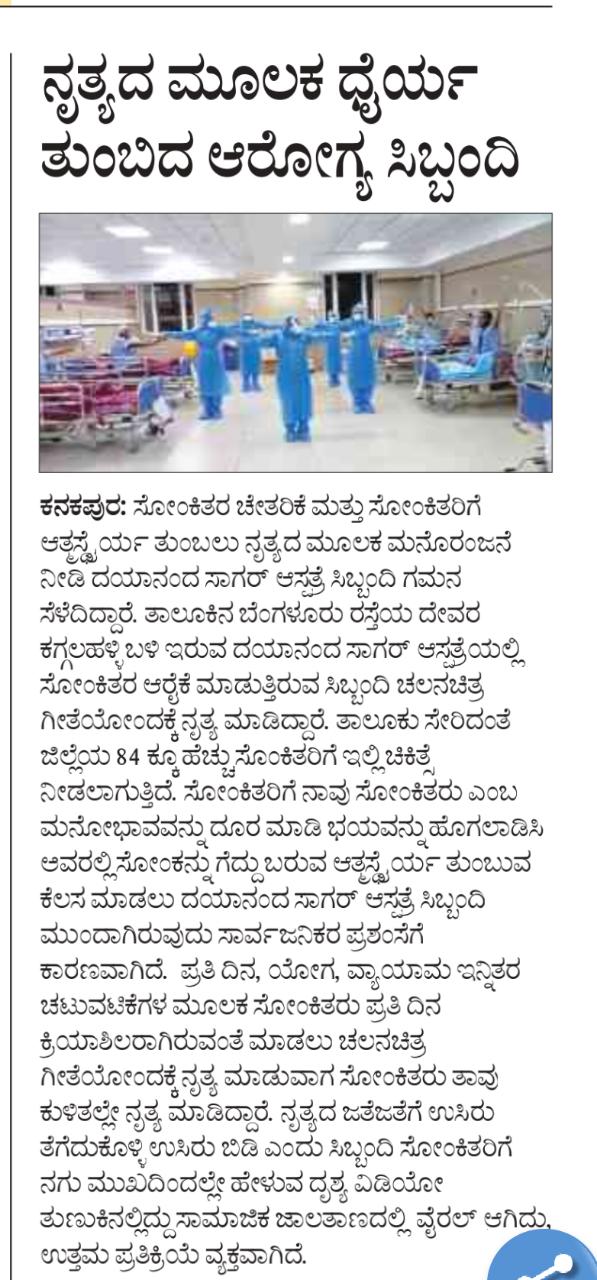 ನೃತ್ಯದ ಮೂಲಕ ಧೈರ್ಯ
ತುಂಬಿದ ಆರೋಗ್ಯ ಸಿಬ್ಬಂದಿ
ಕನಕಪುರ: ಸೋಂಕಿತರ ಚೇತರಿಕೆ ಮತ್ತು ಸೋಂಕಿತರಿಗೆ
ಆತ್ಮಸ್ಥೈರ್ಯ ತುಂಬಲು ನೃತ್ಯದ ಮೂಲಕ ಮನೊರಂಜನೆ
ನೀಡಿ ದಯಾನಂದ ಸಾಗರ್ ಆಸ್ಪತ್ರೆ ಸಿಬ್ಬಂದಿ ಗಮನ
ಸೆಳೆದಿದ್ದಾರೆ. ತಾಲೂಕಿನ ಬೆಂಗಳೂರು ರಸ್ತೆಯ ದೇವರ
ಕಗ್ಗಲಹಳ್ಳಿ ಬಳಿ ಇರುವ ದಯಾನಂದ ಸಾಗರ್ ಆಸ್ಪತ್ರೆಯಲ್ಲಿ
ಸೋಂಕಿತರ ಆರೈಕೆ ಮಾಡುತ್ತಿರುವ ಸಿಬ್ಬಂದಿ ಚಲನಚಿತ್ರ
ಗೀತೆಯೋಂದಕ್ಕೆ ನೃತ್ಯ ಮಾಡಿದ್ದಾರೆ. ತಾಲೂಕು ಸೇರಿದಂತೆ
ಜಿಲ್ಲೆಯ 84 ಕ್ಕೂ ಹೆಚ್ಚು ಸೊಂಕಿತರಿಗೆ ಇಲ್ಲಿ ಚಿಕಿತ್ಸೆ
ನೀಡಲಾಗುತ್ತಿದೆ. ಸೋಂಕಿತರಿಗೆ ನಾವು ಸೋಂಕಿತರು ಎಂಬ
ಮನೋಭಾವವನ್ನು ದೂರ ಮಾಡಿ ಭಯವನ್ನು ಹೊಗಲಾಡಿಸಿ
ಅವರಲ್ಲಿ ಸೋಂಕನ್ನು ಗೆದ್ದು ಬರುವ ಆತ್ಮಸ್ಥೈರ್ಯ ತುಂಬುವ
ಕೆಲಸ ಮಾಡಲು ದಯಾನಂದ ಸಾಗರ್ ಆಸ್ಪತ್ರೆ ಸಿಬ್ಬಂದಿ
ಮುಂದಾಗಿರುವುದು ಸಾರ್ವಜನಿಕರ ಪ್ರಶಂಸೆಗೆ
ಕಾರಣವಾಗಿದೆ. ಪ್ರತಿ ದಿನ, ಯೋಗ, ವ್ಯಾಯಾಮ ಇನ್ನಿತರ
ಚಟುವಟಿಕೆಗಳ ಮೂಲಕ ಸೋಂಕಿತರು ಪ್ರತಿ ದಿನ
ಕ್ರಿಯಾಶಿಲರಾಗಿರುವಂತೆ ಮಾಡಲು ಚಲನಚಿತ್ರ
ಗೀತೆಯೋಂದಕ್ಕೆ ನೃತ್ಯ ಮಾಡುವಾಗ ಸೋಂಕಿತರು ತಾವು
ಕುಳಿತಲ್ಲೇ ನೃತ್ಯ ಮಾಡಿದ್ದಾರೆ. ನೃತ್ಯದ ಜತೆಜತೆಗೆ ಉಸಿರು
ತೆಗೆದುಕೊಳ್ಳಿ ಉಸಿರು ಬಿಡಿ ಎಂದು ಸಿಬ್ಬಂದಿ ಸೋಂಕಿತರಿಗೆ
ನಗು ಮುಖದಿಂದಲ್ಲೇ ಹೇಳುವ ದೃಶ್ಯ ವಿಡಿಯೋ
ತುಣುಕಿನಲ್ಲಿದ್ದು ಸಾಮಾಜಿಕ ಜಾಲತಾಣದಲ್ಲಿ ವೈರಲ್ ಆಗಿದು,
ಉತ್ತಮ ಪ್ರತಿಕ್ರಿಯೆ ವ್ಯಕ್ತವಾಗಿದೆ.